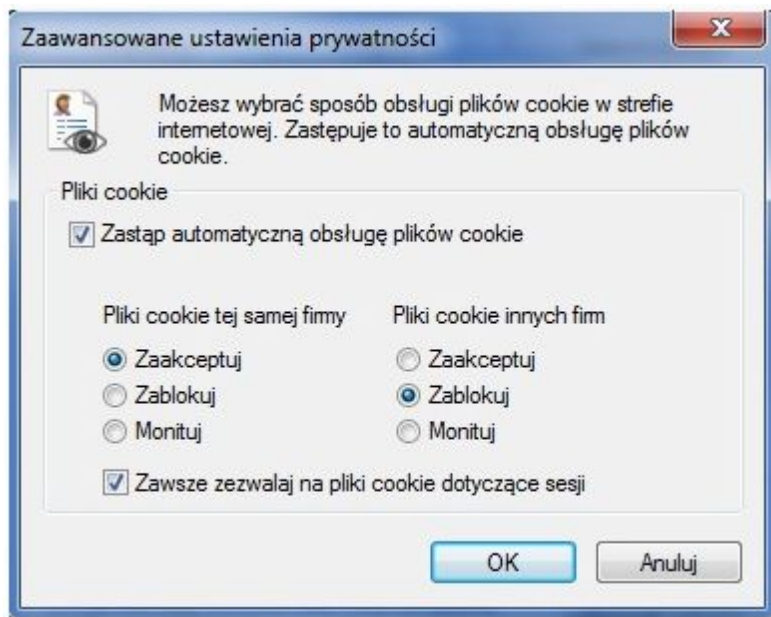 Zaawansowane ustawienia prywatności
Możesz wybrać sposób obsługi plików cookie w strefie
internetowej. Zastępuje to automatyczną obsługę plików
cookie.
Pliki cookie
Zastąp automatyczną obsługę plików cookie
Pliki cookie tej samej firmy Pliki cookie innych firm
Zaakceptuj Zaakceptuj
Zablokuj Zablokuj
Monituj Monituj
Zawsze zezwalaj na pliki cookie dotyczące sesji
OK Anuluj